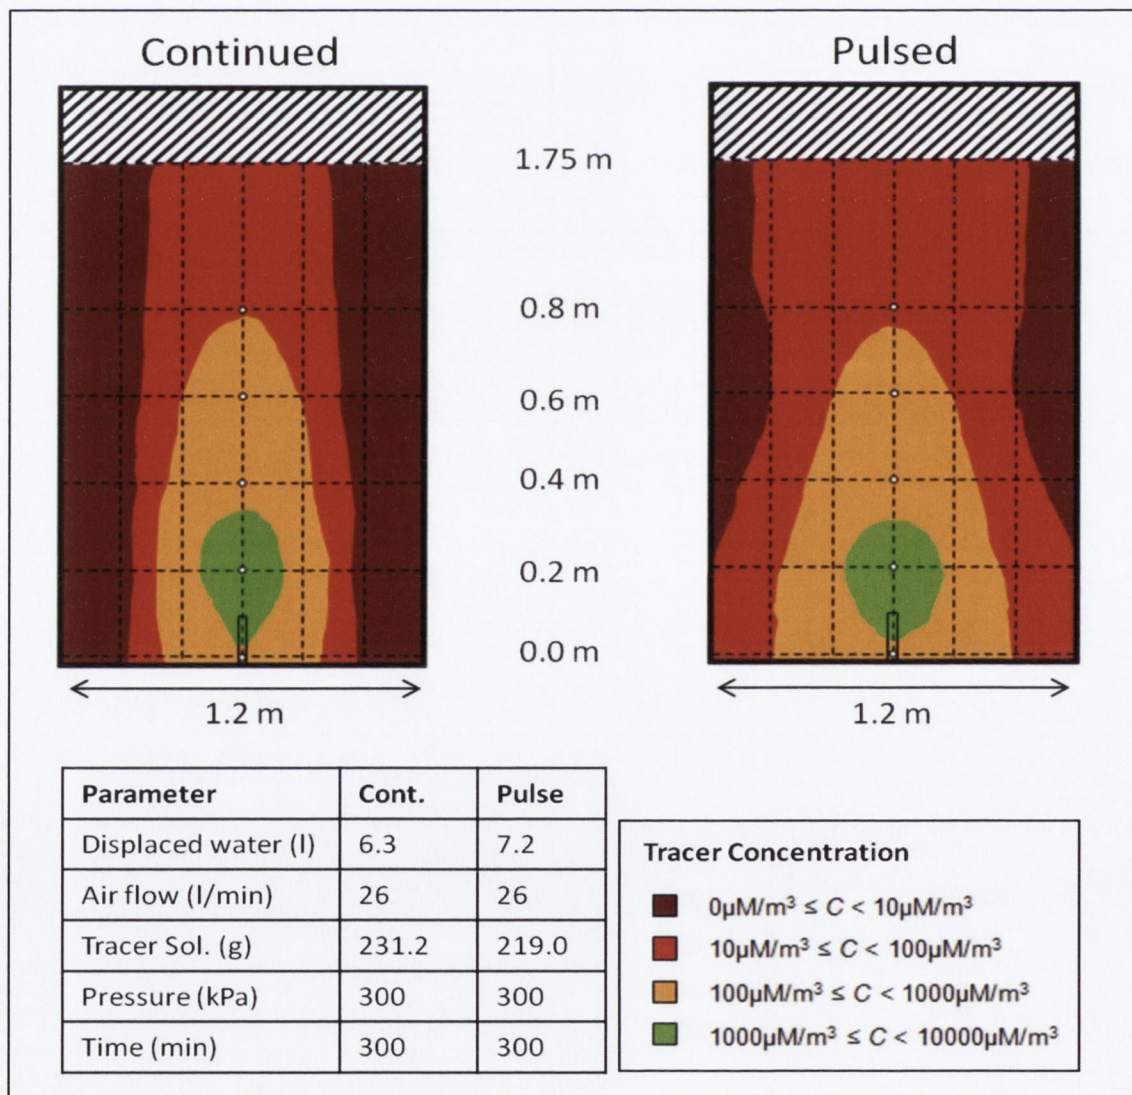 Continued
Pulsed
1.75 m
0.8 m
0.6 m
0.4 m
0.2 m
0.0 m
1.2 m
1.2 m
Parameter Cont. Pulse
Displaced water (l) 6.3 7.2
Air flow (l/min) 26 26
Tracer Sol. (g) 231.2 219.0
Pressure (kPa) 300 300
Time (min) 300 300
Tracer Concentration
0µM/m³ ≤ C < 10µM/m³
10µM/m³ ≤ C < 100µM/m³
100µM/m³ ≤ C < 1000µM/m³
1000µM/m³ ≤ C < 10000µM/m³